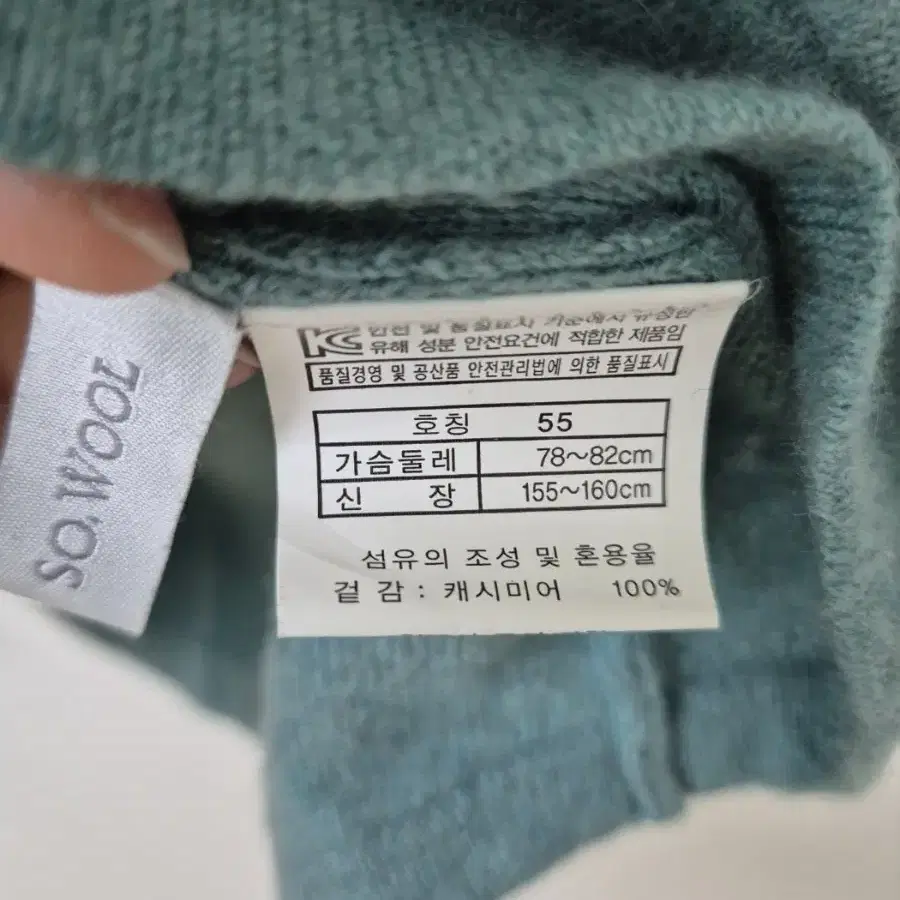 SO.WOOL
안전 및 품질표시 기준에서 규정한
유해 성분 안전요건에 적합한 제품임
품질경영 및 공산품 안전관리법에 의한 품질표시
호칭 55
가슴둘레 78~82cm
신 장 155~160cm
섬유의 조성 및 혼용율
겉 감 : 캐시미어 100%